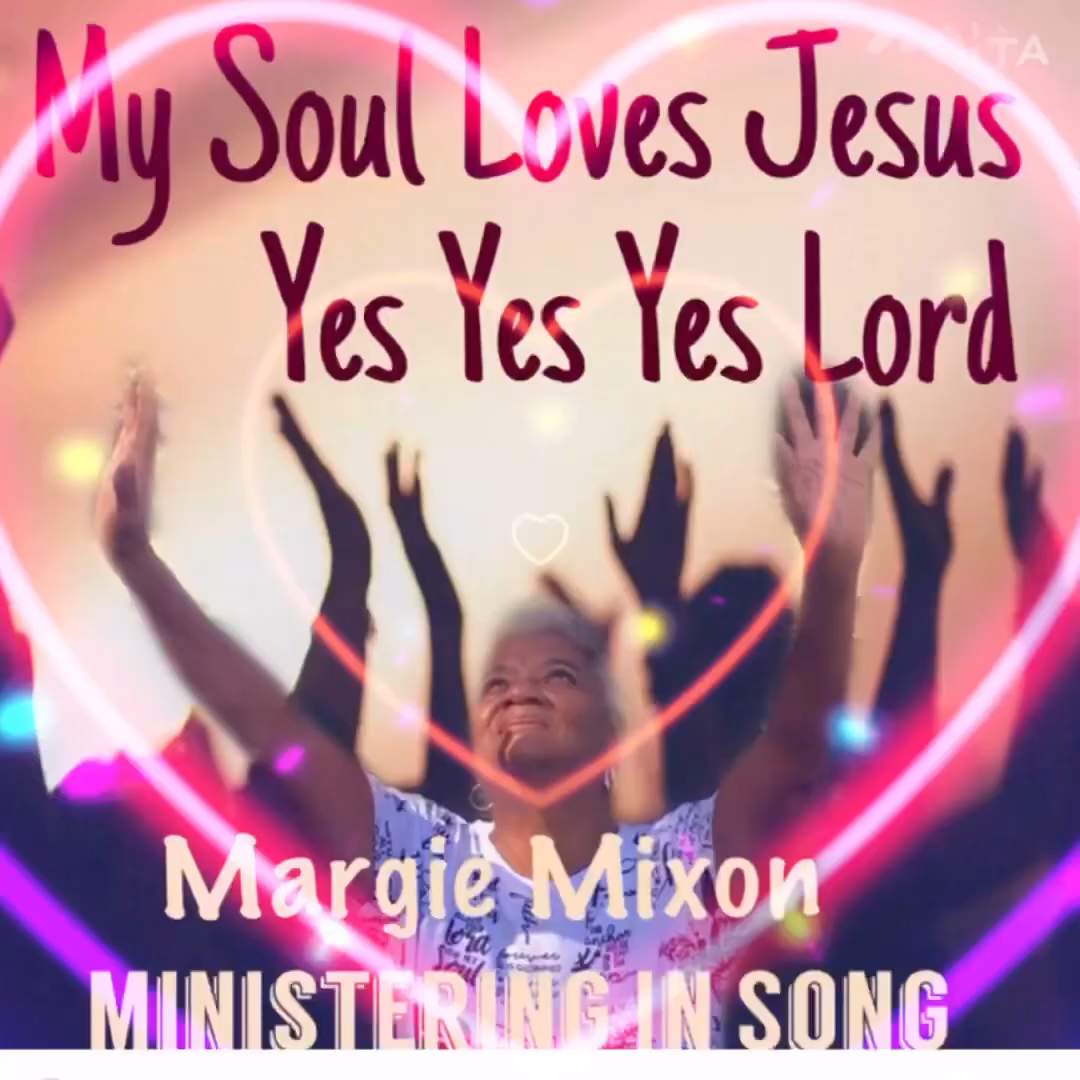 My Soul Loves Jesus
Yes Yes Yes Lord
Margie Mixon
MINISTERING IN SONG